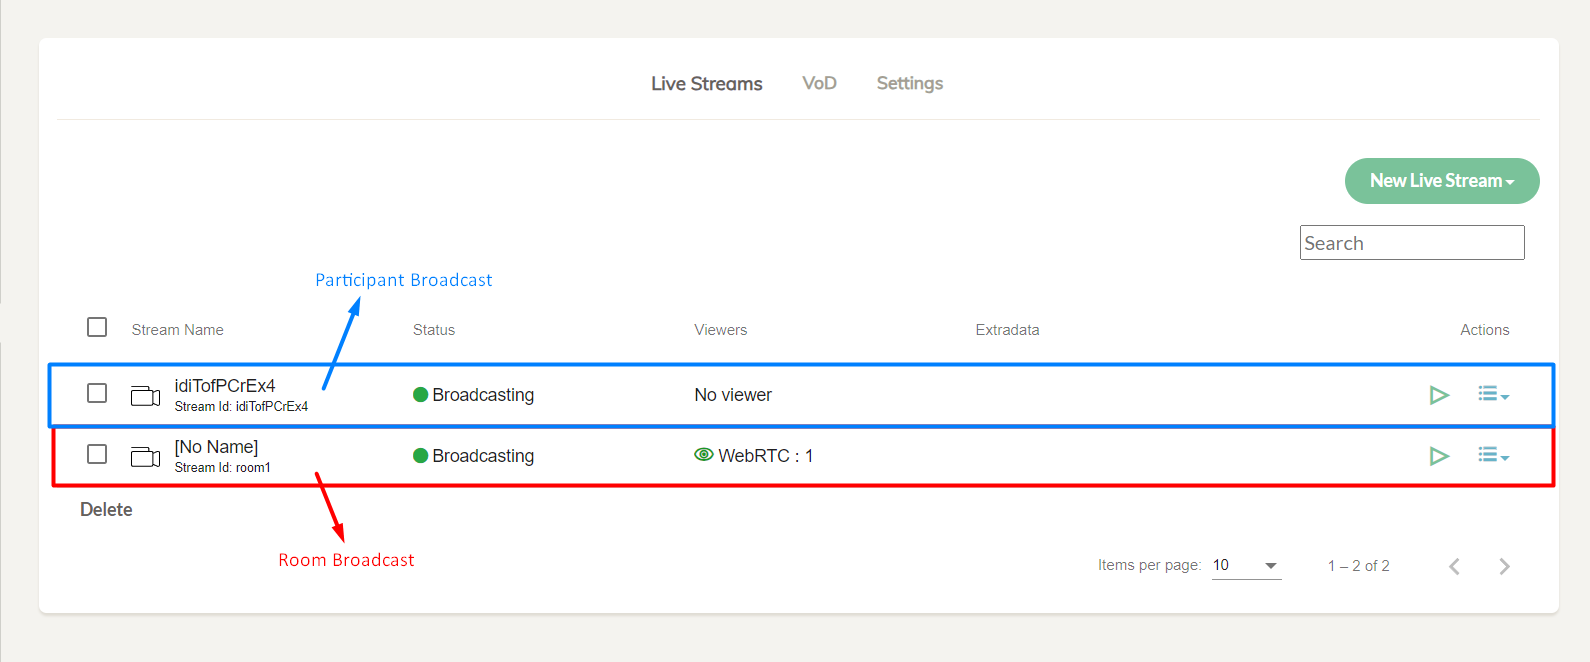 Live Streams VoD Settings
New Live Stream
Search
Participant Broadcast
Stream Name Status Viewers Extradata Actions
idiTofPCrEx4
Stream Id: idiTofPCrEx4
Broadcasting
No viewer
[No Name]
Stream Id: room1
Broadcasting
WebRTC : 1
Delete
Room Broadcast
Items per page: 10 1 – 2 of 2